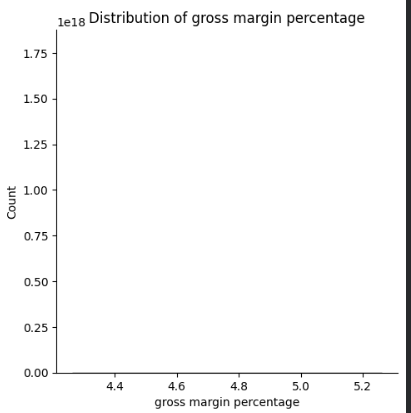 1e18
Distribution of gross margin percentage
1.75
1.50
1.25
1.00
0.75
0.50
0.25
0.00
Count
4.4 4.6 4.8 5.0 5.2
gross margin percentage